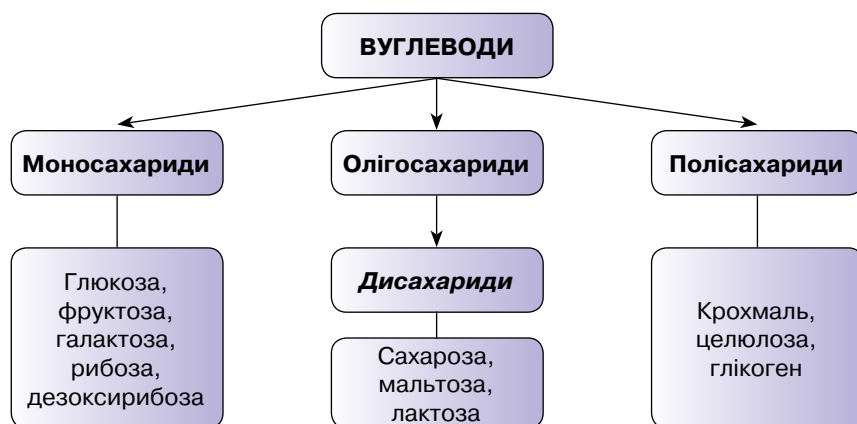 ВУГЛЕВОДИ
Моносахариди
Олігосахариди
Полісахариди
Глюкоза,
фруктоза,
галактоза,
рибоза,
дезоксирибоза
Дисахариди
Сахароза,
мальтоза,
лактоза
Крохмаль,
целюлоза,
глікоген